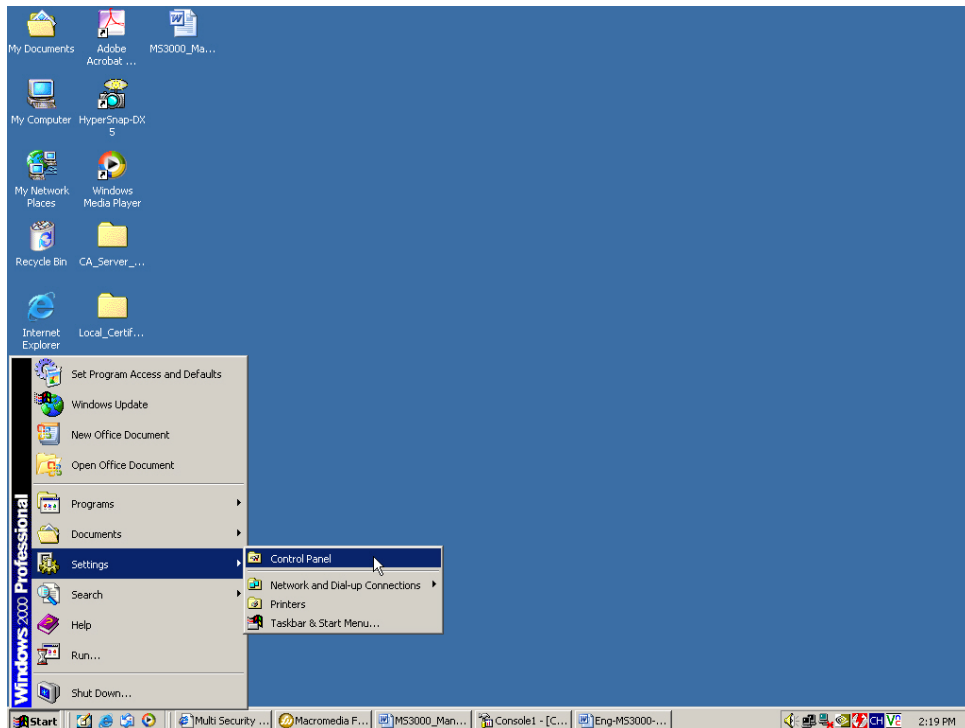 My Documents
Adobe
Acrobat ...
MS3000_Ma...
My Computer
HyperSnap-DX
5
My Network
Places
Windows
Media Player
Recycle Bin
CA_Server_...
Internet
Explorer
Local_Certif...
Windows 2000 Professional
Set Program Access and Defaults
Windows Update
New Office Document
Open Office Document
Programs
Documents
Settings
Search
Help
Run...
Shut Down...
Control Panel
Network and Dial-up Connections
Printers
Taskbar & Start Menu...
Start
Multi Security ...
Macromedia F...
MS3000_Man...
Console1 - [C...
Eng-MS3000-...
CH
2:19 PM